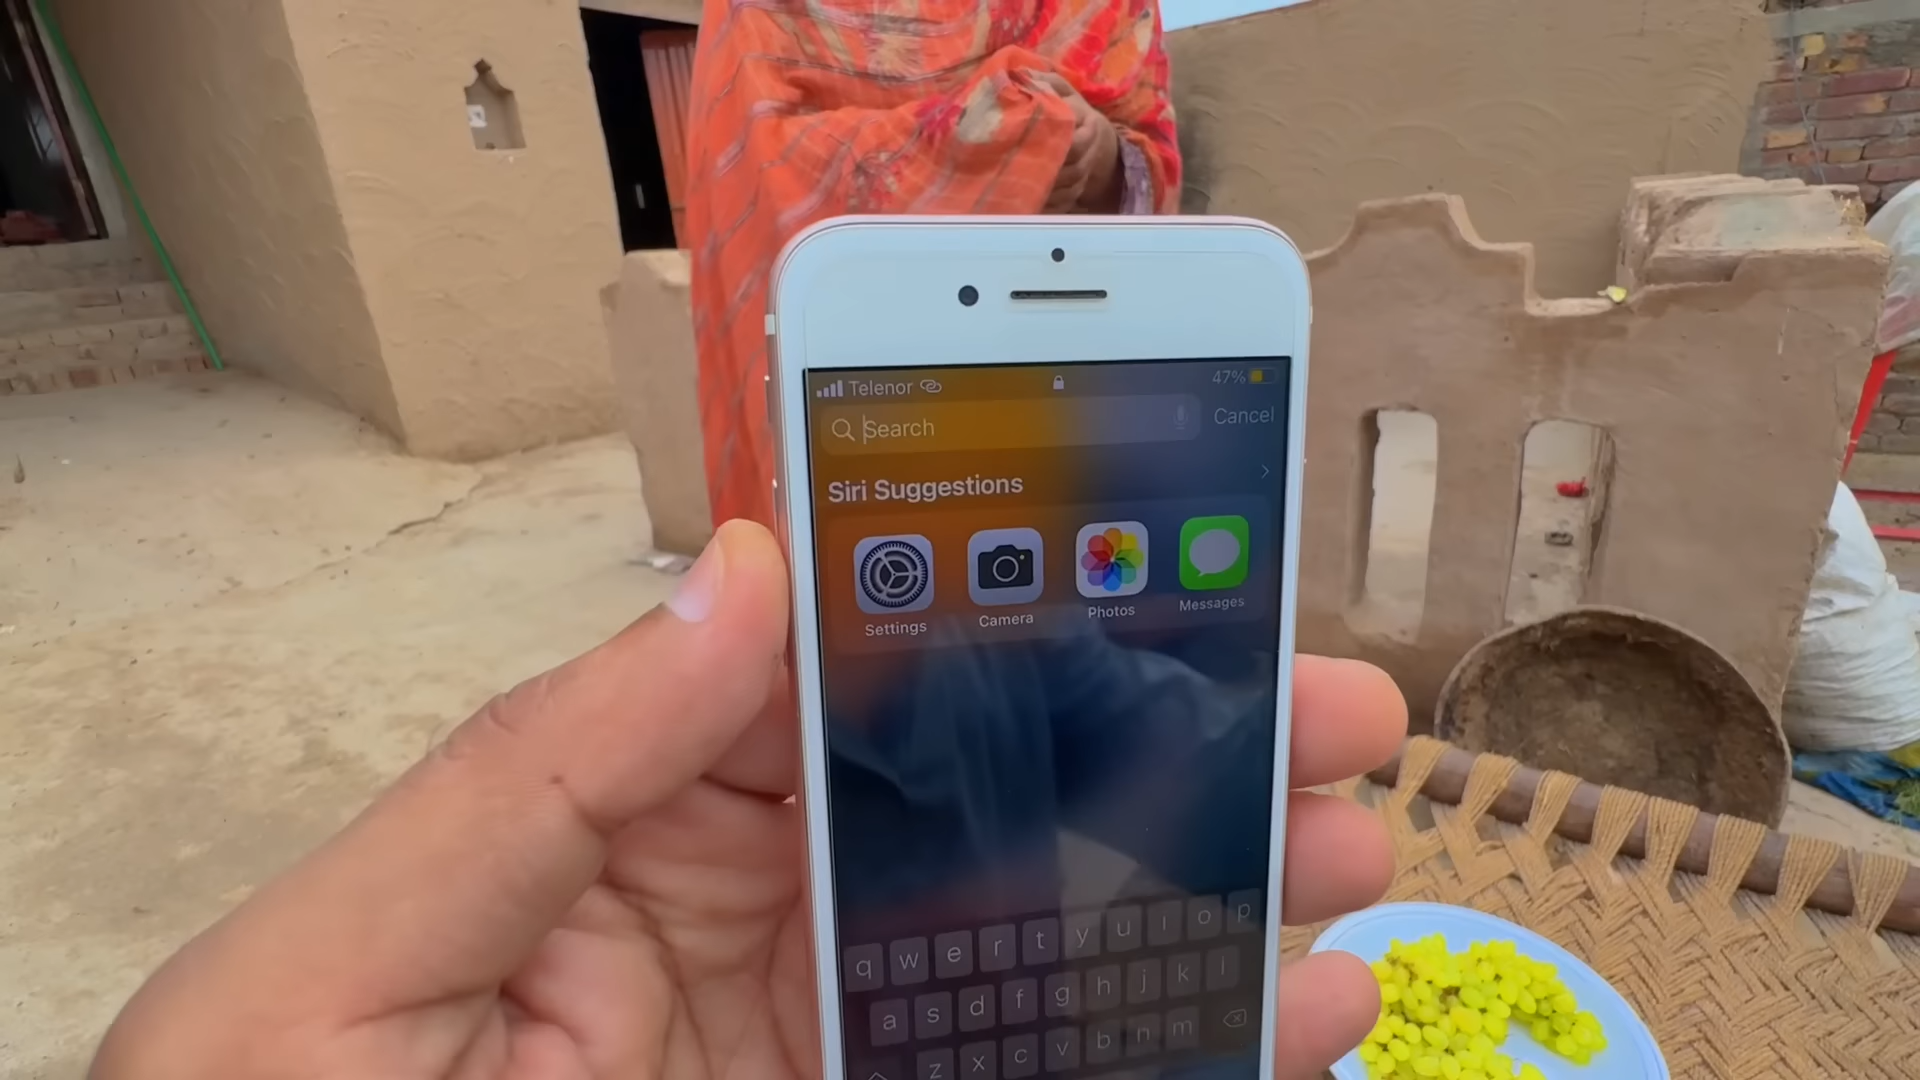 Telenor 47%
Search Cancel
Siri Suggestions
Settings Camera Photos Messages
q w e r t y u i o p
a s d f g h j k l
z x c v b n m